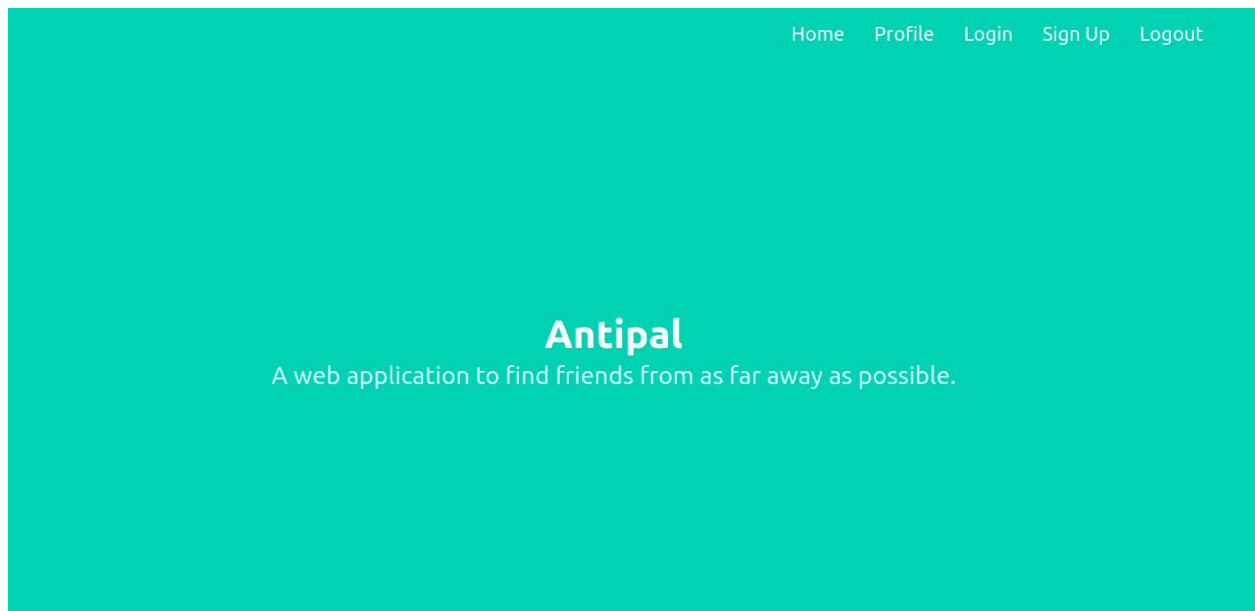 Home Profile Login Sign Up Logout
Antipal
A web application to find friends from as far away as possible.